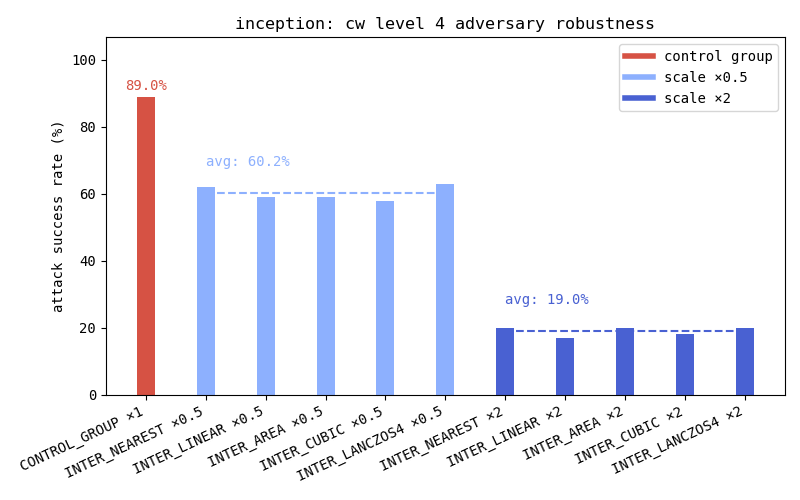 inception: cw level 4 adversary robustness
attack success rate (%)
100
80
60
40
20
0
89.0%
avg: 60.2%
avg: 19.0%
control group
scale ×0.5
scale ×2
CONTROL_GROUP ×1
INTER_NEAREST ×0.5
INTER_LINEAR ×0.5
INTER_AREA ×0.5
INTER_CUBIC ×0.5
INTER_LANCZOS4 ×0.5
INTER_NEAREST ×2
INTER_LINEAR ×2
INTER_AREA ×2
INTER_CUBIC ×2
INTER_LANCZOS4 ×2